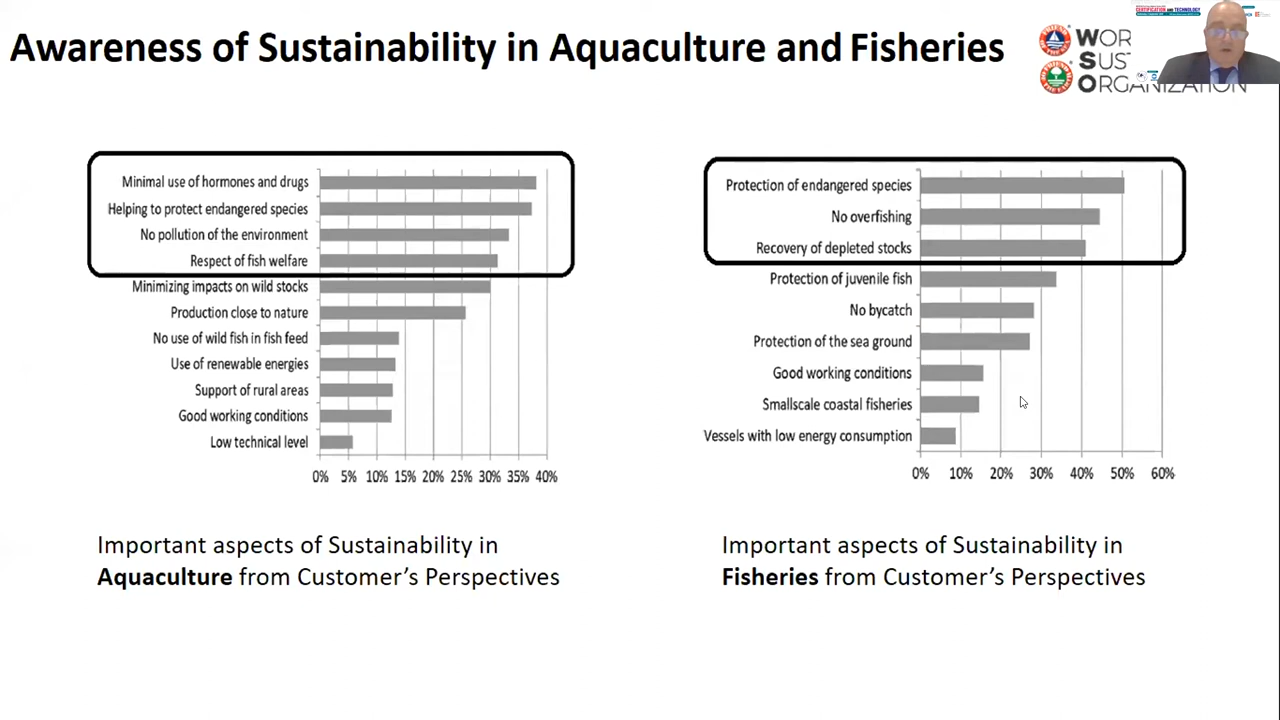 Awareness of Sustainability in Aquaculture and Fisheries
CERTIFICATION AND TECHNOLOGY
WOR
SUS
ORGANIZATION
Minimal use of hormones and drugs
Helping to protect endangered species
No pollution of the environment
Respect of fish welfare
Minimizing impacts on wild stocks
Production close to nature
No use of wild fish in fish feed
Use of renewable energies
Support of rural areas
Good working conditions
Low technical level
0% 5% 10% 15% 20% 25% 30% 35% 40%
Important aspects of Sustainability in
Aquaculture from Customer’s Perspectives
Protection of endangered species
No overfishing
Recovery of depleted stocks
Protection of juvenile fish
No bycatch
Protection of the sea ground
Good working conditions
Smallscale coastal fisheries
Vessels with low energy consumption
0% 10% 20% 30% 40% 50% 60%
Important aspects of Sustainability in
Fisheries from Customer’s Perspectives